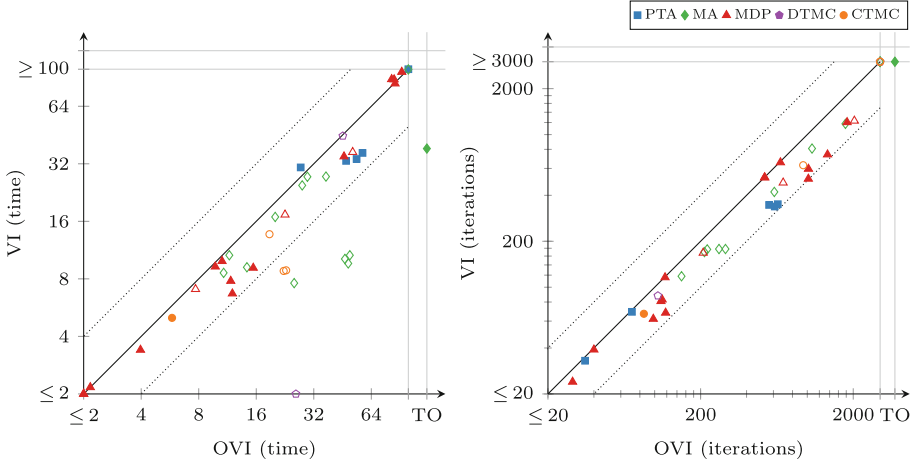 PTA MA MDP DTMC CTMC
≥ 100
64
32
16
8
4
≤ 2
VI (time)
≤ 2 4 8 16 32 64 TO
OVI (time)
≥ 3000
2000
200
≤ 20
VI (iterations)
≤ 20 200 2000 TO
OVI (iterations)